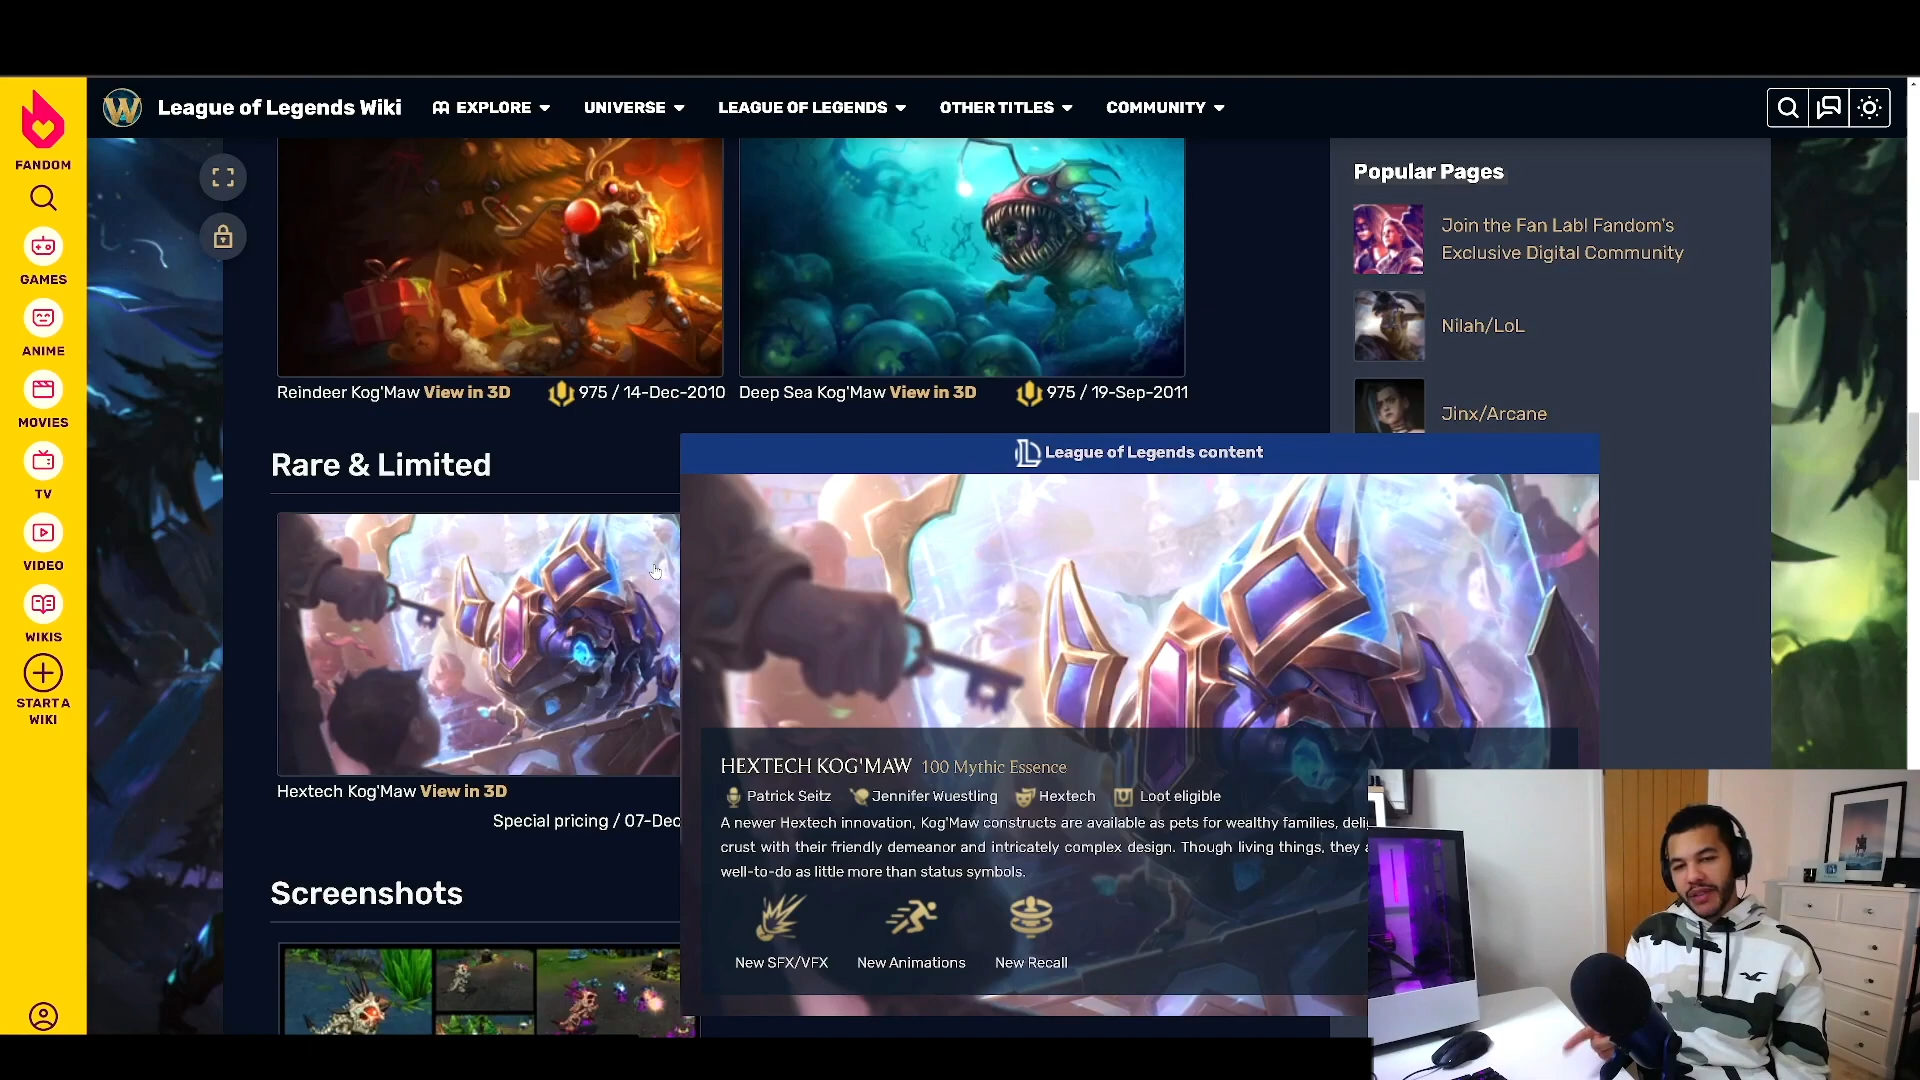 League of Legends Wiki
EXPLORE
UNIVERSE
LEAGUE OF LEGENDS
OTHER TITLES
COMMUNITY
FANDOM
GAMES
ANIME
MOVIES
TV
VIDEO
WIKIS
START A
WIKI
Reindeer Kog'Maw View in 3D
975 / 14-Dec-2010
Deep Sea Kog'Maw View in 3D
975 / 19-Sep-2011
Rare & Limited
Hextech Kog'Maw View in 3D
Special pricing / 07-Dec
Screenshots
Popular Pages
Join the Fan Lab! Fandom's
Exclusive Digital Community
Nilah/LoL
Jinx/Arcane
League of Legends content
HEXTECH KOG'MAW 100 Mythic Essence
Patrick Seitz Jennifer Wuestling Hextech Loot eligible
A newer Hextech innovation, Kog'Maw constructs are available as pets for wealthy families,
crust with their friendly demeanor and intricately complex design. Though living things, they
well-to-do as little more than status symbols.
New SFX/VFX
New Animations
New Recall